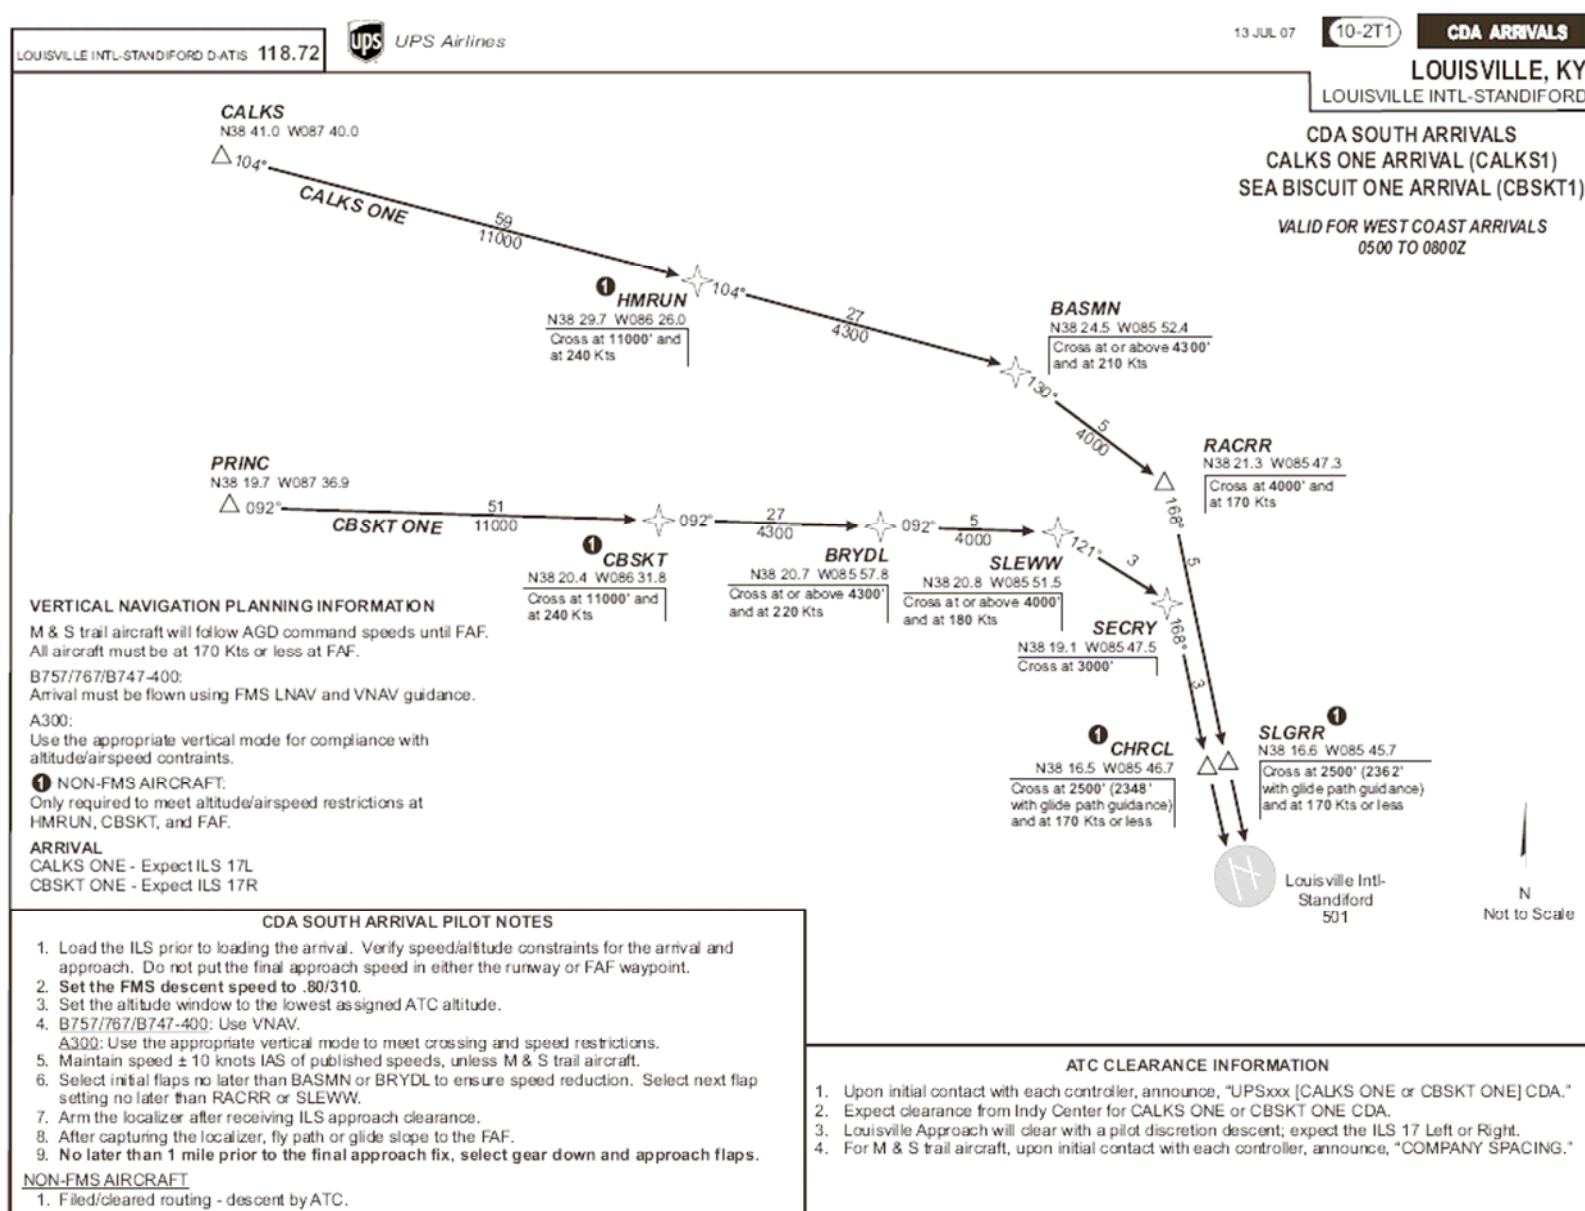 LOUISVILLE INTL-STANDIFORD D-ATIS 118.72
ups UPS Airlines
13 JUL 07 10-2T1 CDA ARRIVALS
LOUISVILLE, KY
LOUISVILLE INTL-STANDIFORD
CDA SOUTH ARRIVALS
CALKS ONE ARRIVAL (CALKS1)
SEA BISCUIT ONE ARRIVAL (CBSKT1)
VALID FOR WEST COAST ARRIVALS
0500 TO 0800Z
CALKS
N38 41.0 W087 40.0
104°
CALKS ONE
59
11000
1 HMRUN
N38 29.7 W086 26.0
Cross at 11000' and
at 240 Kts
104°
27
4300
BASMN
N38 24.5 W085 52.4
Cross at or above 4300'
and at 210 Kts
130°
5
4000
RACRR
N38 21.3 W085 47.3
Cross at 4000' and
at 170 Kts
168°
5
PRINC
N38 19.7 W087 36.9
092°
CBSKT ONE
51
11000
1 CBSKT
N38 20.4 W086 31.8
Cross at 11000' and
at 240 Kts
092°
27
4300
BRYDL
N38 20.7 W085 57.8
Cross at or above 4300'
and at 220 Kts
092°
5
4000
SLEWW
N38 20.8 W085 51.5
Cross at or above 4000'
and at 180 Kts
121°
3
SECRY
N38 19.1 W085 47.5
Cross at 3000'
168°
3
1 CHRCL
N38 16.5 W085 46.7
Cross at 2500' (2348'
with glide path guidance)
and at 170 Kts or less
SLGRR 1
N38 16.6 W085 45.7
Cross at 2500' (2362'
with glide path guidance)
and at 170 Kts or less
Louisville Intl-
Standiford
501
N
Not to Scale
VERTICAL NAVIGATION PLANNING INFORMATION
M & S trail aircraft will follow AGD command speeds until FAF.
All aircraft must be at 170 Kts or less at FAF.
B757/767/B747-400:
Arrival must be flown using FMS LNAV and VNAV guidance.
A300:
Use the appropriate vertical mode for compliance with
altitude/airspeed contraints.
1 NON-FMS AIRCRAFT:
Only required to meet altitude/airspeed restrictions at
HMRUN, CBSKT, and FAF.
ARRIVAL
CALKS ONE - Expect ILS 17L
CBSKT ONE - Expect ILS 17R
CDA SOUTH ARRIVAL PILOT NOTES
1. Load the ILS prior to loading the arrival. Verify speed/altitude constraints for the arrival and
approach. Do not put the final approach speed in either the runway or FAF waypoint.
2. Set the FMS descent speed to .80/310.
3. Set the altitude window to the lowest assigned ATC altitude.
4. B757/767/B747-400: Use VNAV.
A300: Use the appropriate vertical mode to meet crossing and speed restrictions.
5. Maintain speed ± 10 knots IAS of published speeds, unless M & S trail aircraft.
6. Select initial flaps no later than BASMN or BRYDL to ensure speed reduction. Select next flap
setting no later than RACRR or SLEWW.
7. Arm the localizer after receiving ILS approach clearance.
8. After capturing the localizer, fly path or glide slope to the FAF.
9. No later than 1 mile prior to the final approach fix, select gear down and approach flaps.
NON-FMS AIRCRAFT
1. Filed/cleared routing - descent by ATC.
ATC CLEARANCE INFORMATION
1. Upon initial contact with each controller, announce, "UPSxxx [CALKS ONE or CBSKT ONE] CDA."
2. Expect clearance from Indy Center for CALKS ONE or CBSKT ONE CDA.
3. Louisville Approach will clear with a pilot discretion descent; expect the ILS 17 Left or Right.
4. For M & S trail aircraft, upon initial contact with each controller, announce, "COMPANY SPACING."